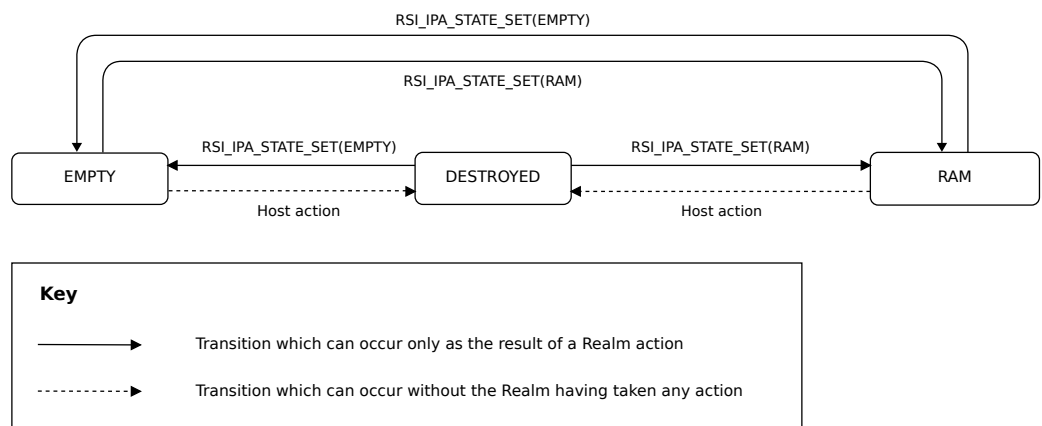 RSI_IPA_STATE_SET(EMPTY)
RSI_IPA_STATE_SET(RAM)
RSI_IPA_STATE_SET(EMPTY)
RSI_IPA_STATE_SET(RAM)
EMPTY
DESTROYED
RAM
Host action
Host action
Key
Transition which can occur only as the result of a Realm action
Transition which can occur without the Realm having taken any action